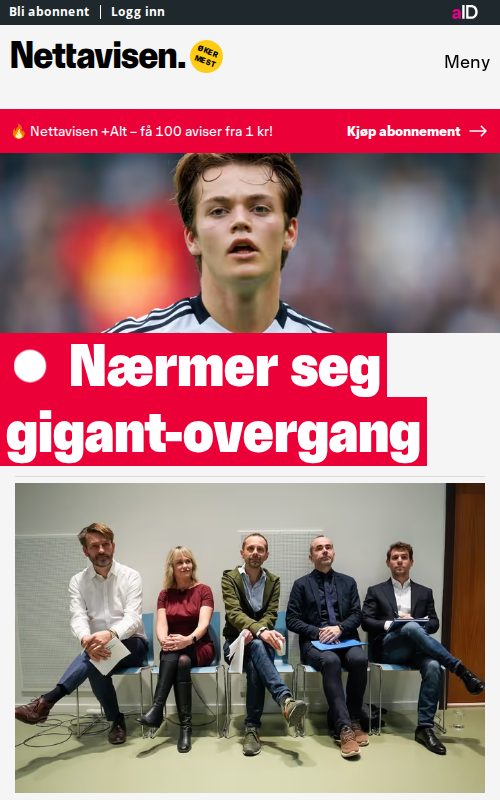 Bli abonnent | Logg inn
aID
Nettavisen.
ØKER
MEST
Meny
🔥 Nettavisen +Alt – få 100 aviser fra 1 kr!
Kjøp abonnement →
Nærmer seg
gigant-overgang